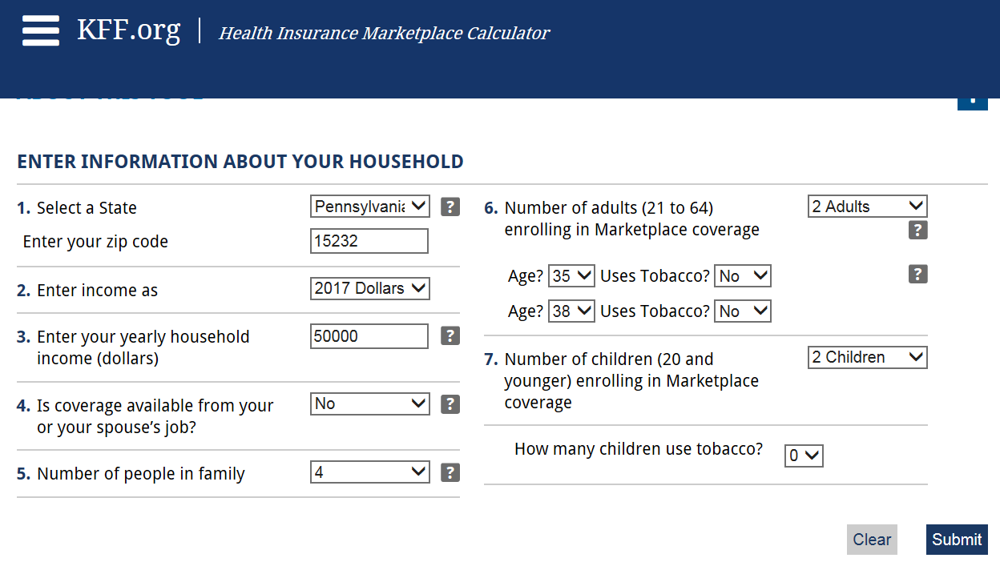 KFF.org
Health Insurance Marketplace Calculator
ENTER INFORMATION ABOUT YOUR HOUSEHOLD
1. Select a State
Pennsylvania
?
Enter your zip code
15232
2. Enter income as
2017 Dollars
3. Enter your yearly household
income (dollars)
50000
?
4. Is coverage available from your
or your spouse’s job?
No
?
5. Number of people in family
4
?
6. Number of adults (21 to 64)
enrolling in Marketplace coverage
2 Adults
?
Age? 35 Uses Tobacco? No
?
Age? 38 Uses Tobacco? No
7. Number of children (20 and
younger) enrolling in Marketplace
coverage
2 Children
How many children use tobacco?
0
Clear
Submit